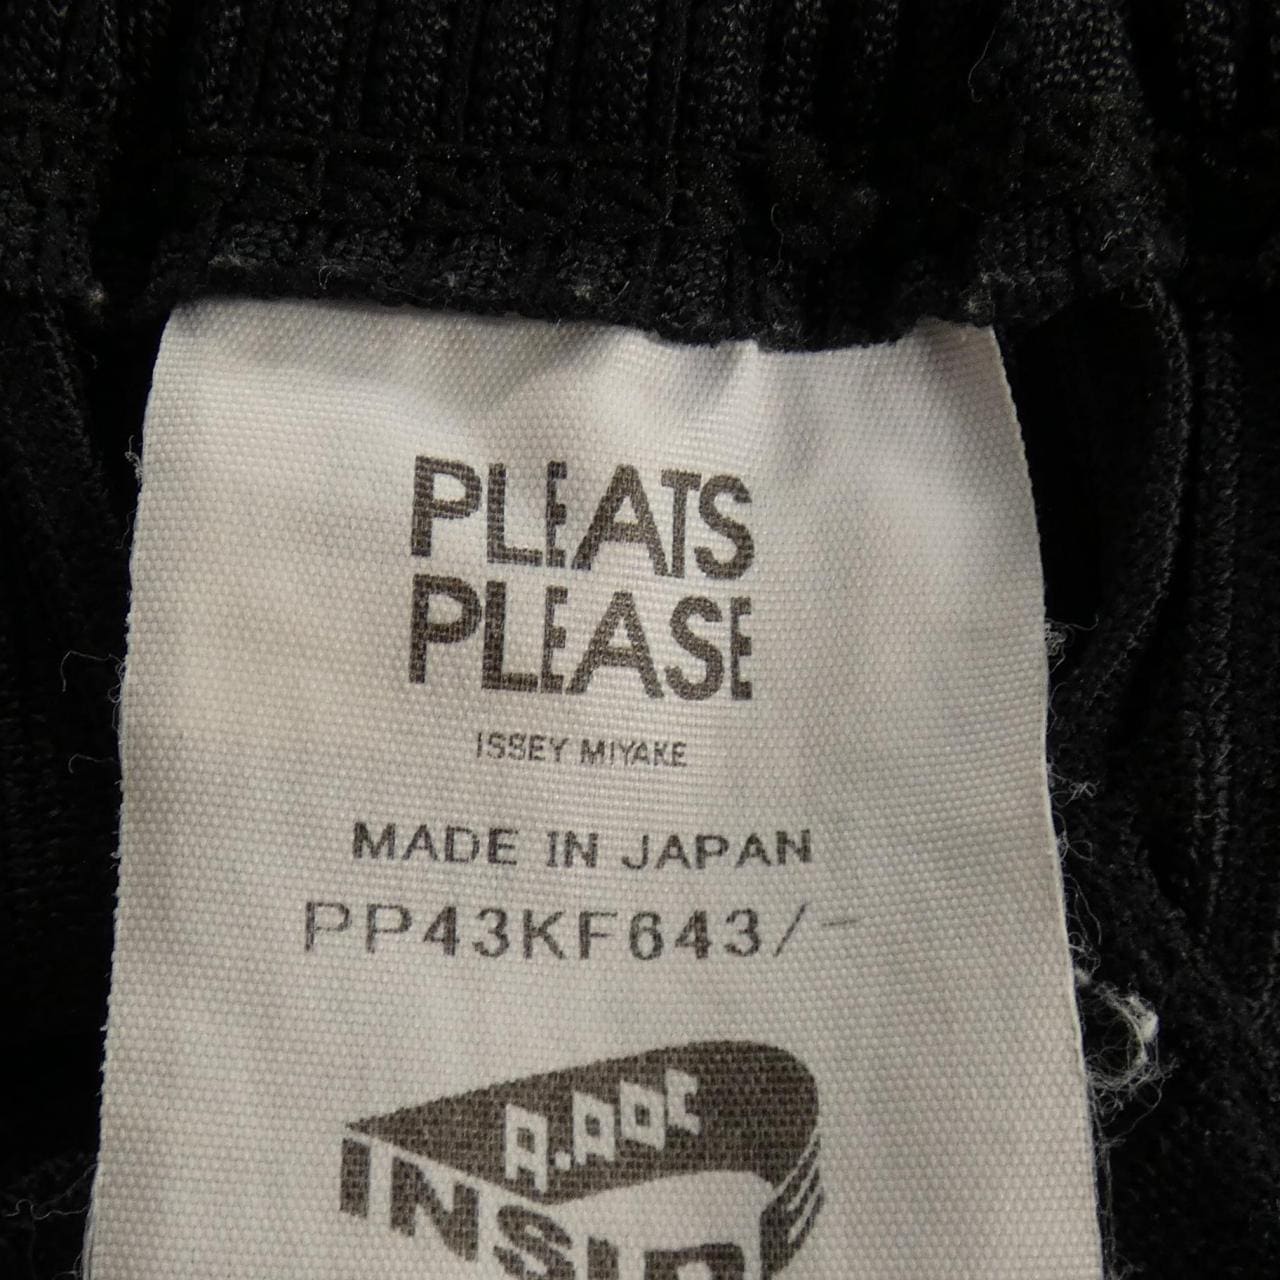 PLEATS
PLEASE
ISSEY MIYAKE
MADE IN JAPAN
PP43KF643/-
A.POC
INSIDE